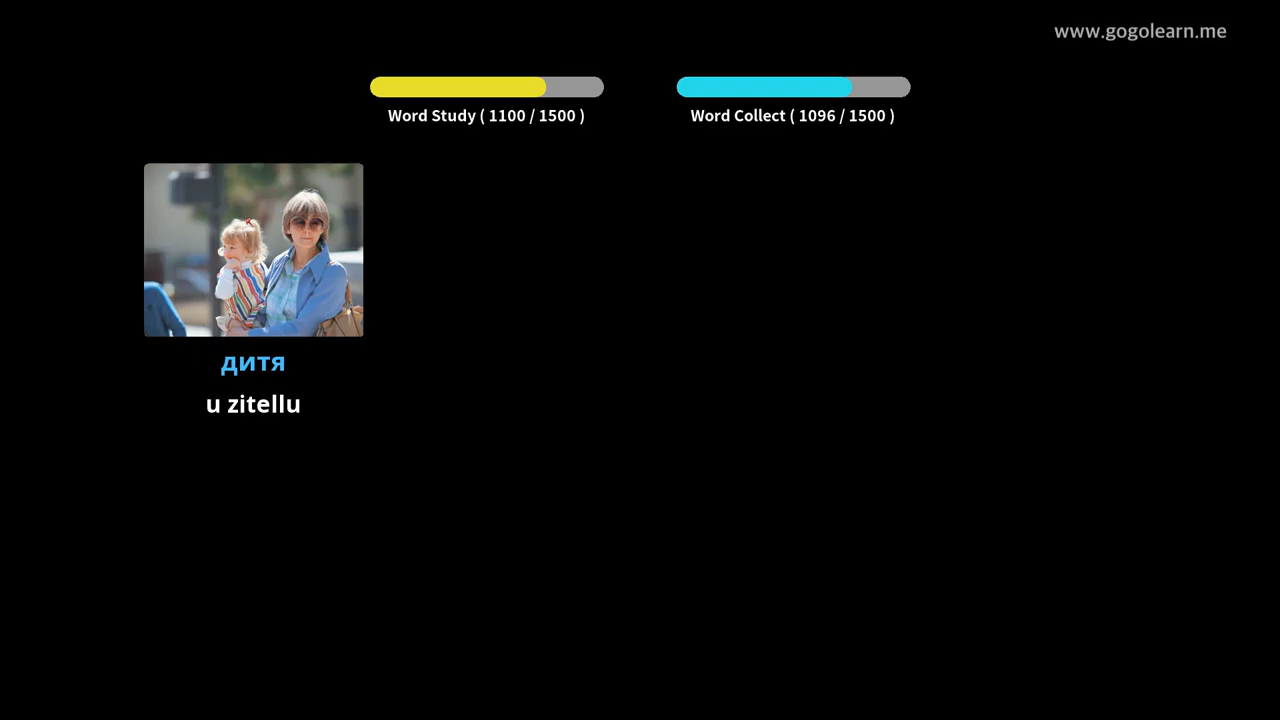 www.gogolearn.me
Word Study ( 1100 / 1500 )
Word Collect ( 1096 / 1500 )
дитя
u zitellu